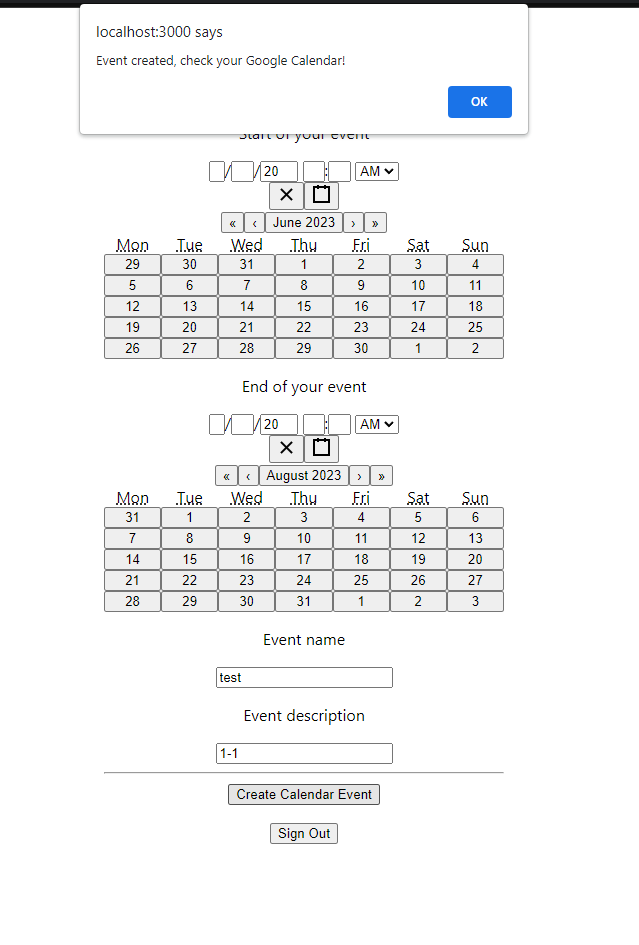 localhost:3000 says
Event created, check your Google Calendar!
OK
Start of your event
/ / 20 : AM
« ‹ June 2023 › »
Mon Tue Wed Thu Fri Sat Sun
29 30 31 1 2 3 4
5 6 7 8 9 10 11
12 13 14 15 16 17 18
19 20 21 22 23 24 25
26 27 28 29 30 1 2
End of your event
/ / 20 : AM
« ‹ August 2023 › »
Mon Tue Wed Thu Fri Sat Sun
31 1 2 3 4 5 6
7 8 9 10 11 12 13
14 15 16 17 18 19 20
21 22 23 24 25 26 27
28 29 30 31 1 2 3
Event name
test
Event description
1-1
Create Calendar Event
Sign Out